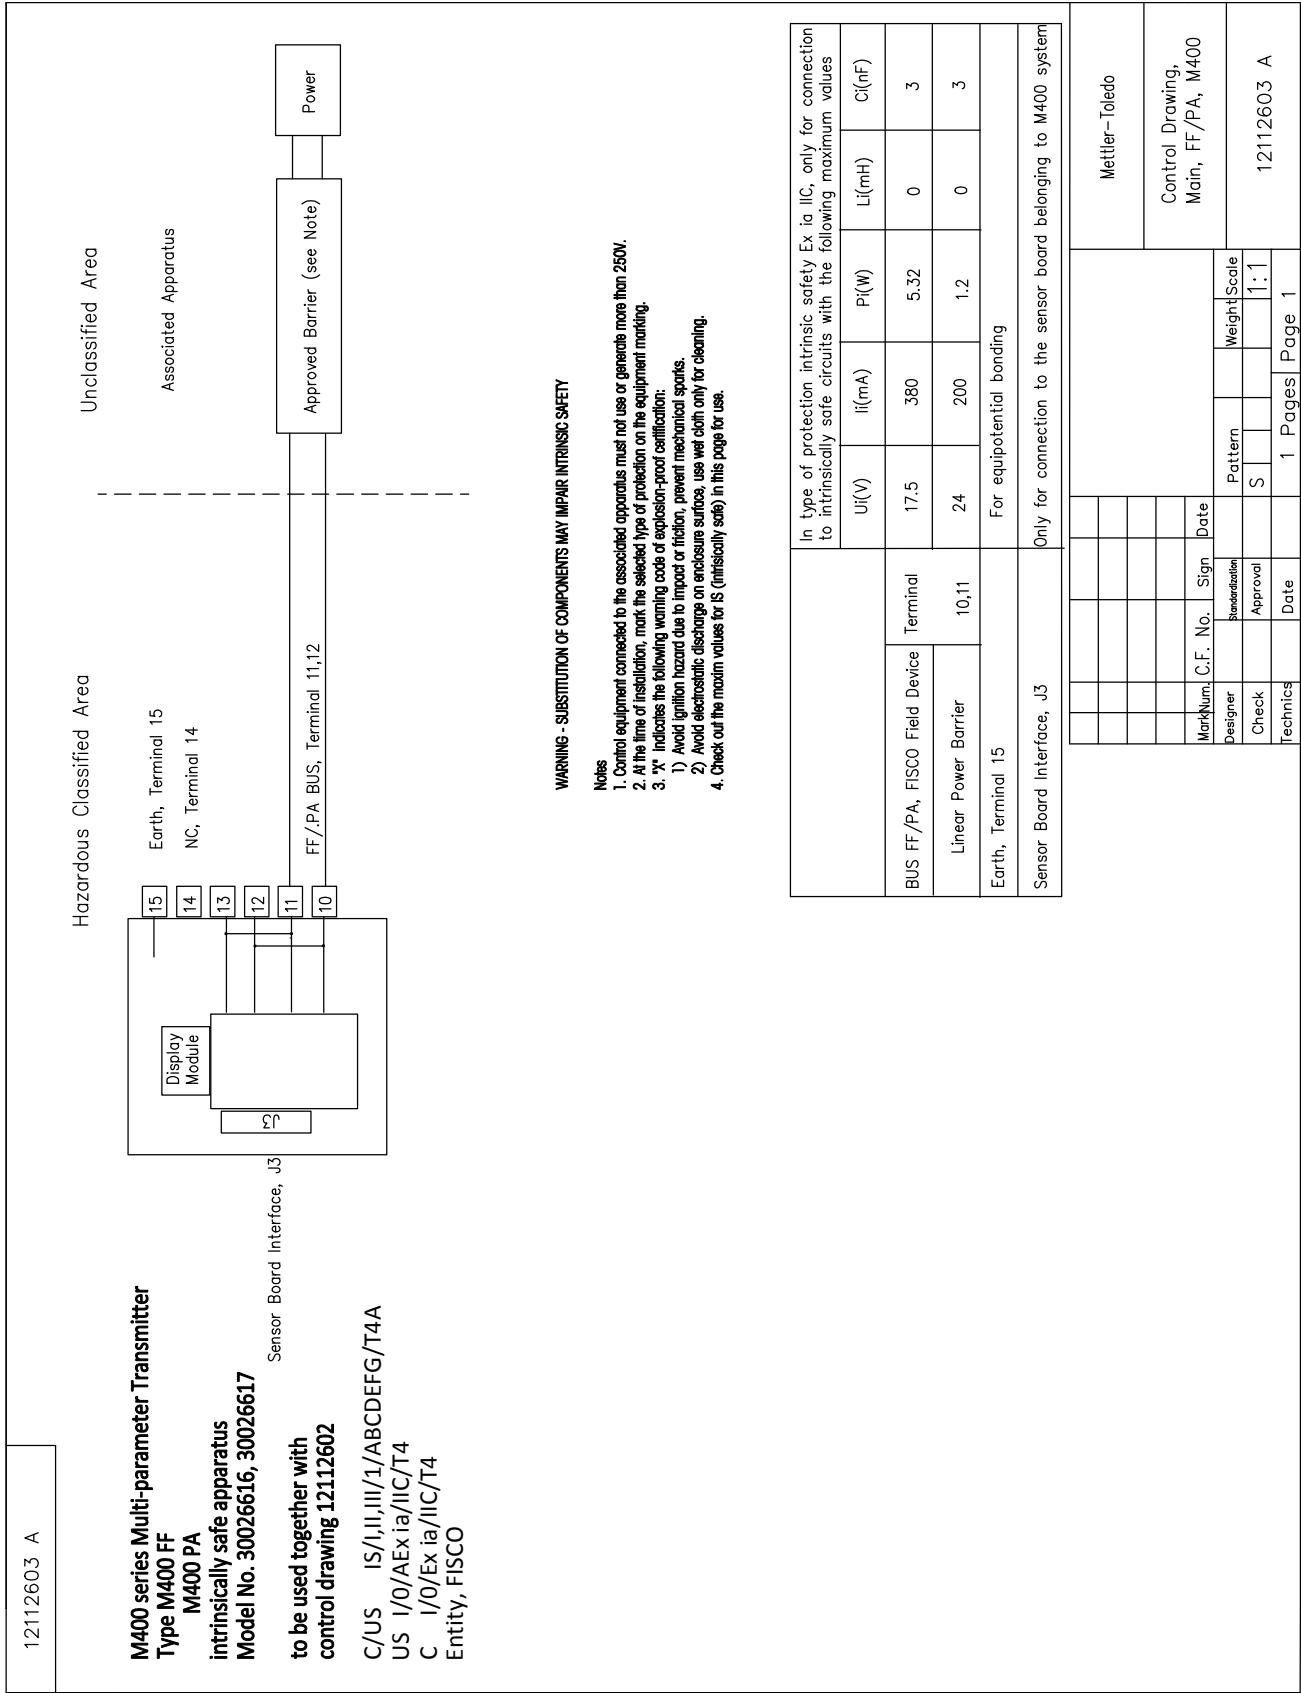 12112603 A
Hazardous Classified Area
Unclassified Area
M400 series Multi-parameter Transmitter
Type M400 FF
M400 PA
intrinsically safe apparatus
Model No. 30026616, 30026617
to be used together with
control drawing 12112602
C/US IS/I,II,III/1/ABCDEFG/T4A
US I/0/AEx ia/IIC/T4
C I/0/Ex ia/IIC/T4
Entity, FISCO
Sensor Board Interface, J3
J3
Display
Module
15
14
13
12
11
10
Earth, Terminal 15
NC, Terminal 14
FF/.PA BUS, Terminal 11,12
Associated Apparatus
Approved Barrier (see Note)
Power
WARNING - SUBSTITUTION OF COMPONENTS MAY IMPAIR INTRINSIC SAFETY
Notes
1. Control equipment connected to the associated apparatus must not use or generate more than 250V.
2. At the time of installation, mark the selected type of protection on the equipment marking.
3. "X" indicates the following warning code of explosion-proof certification:
1) Avoid ignition hazard due to impact or friction, prevent mechanical sparks.
2) Avoid electrostatic discharge on enclosure surface, use wet cloth only for cleaning.
4. Check out the maxim values for IS (intrisically safe) in this page for use.
In type of protection intrinsic safety Ex ia IIC, only for connection
to intrinsically safe circuits with the following maximum values
Ui(V) Ii(mA) Pi(W) Li(mH) Ci(nF)
BUS FF/PA, FISCO Field Device Terminal 17.5 380 5.32 0 3
Linear Power Barrier 10,11 24 200 1.2 0 3
Earth, Terminal 15 For equipotential bonding
Sensor Board Interface, J3 Only for connection to the sensor board belonging to M400 system
Mark Num. C.F. No. Sign Date
Designer Standardization Pattern Weight Scale
Check Approval S 1:1
Technics Date 1 Pages Page 1
Mettler-Toledo
Control Drawing,
Main, FF/PA, M400
12112603 A